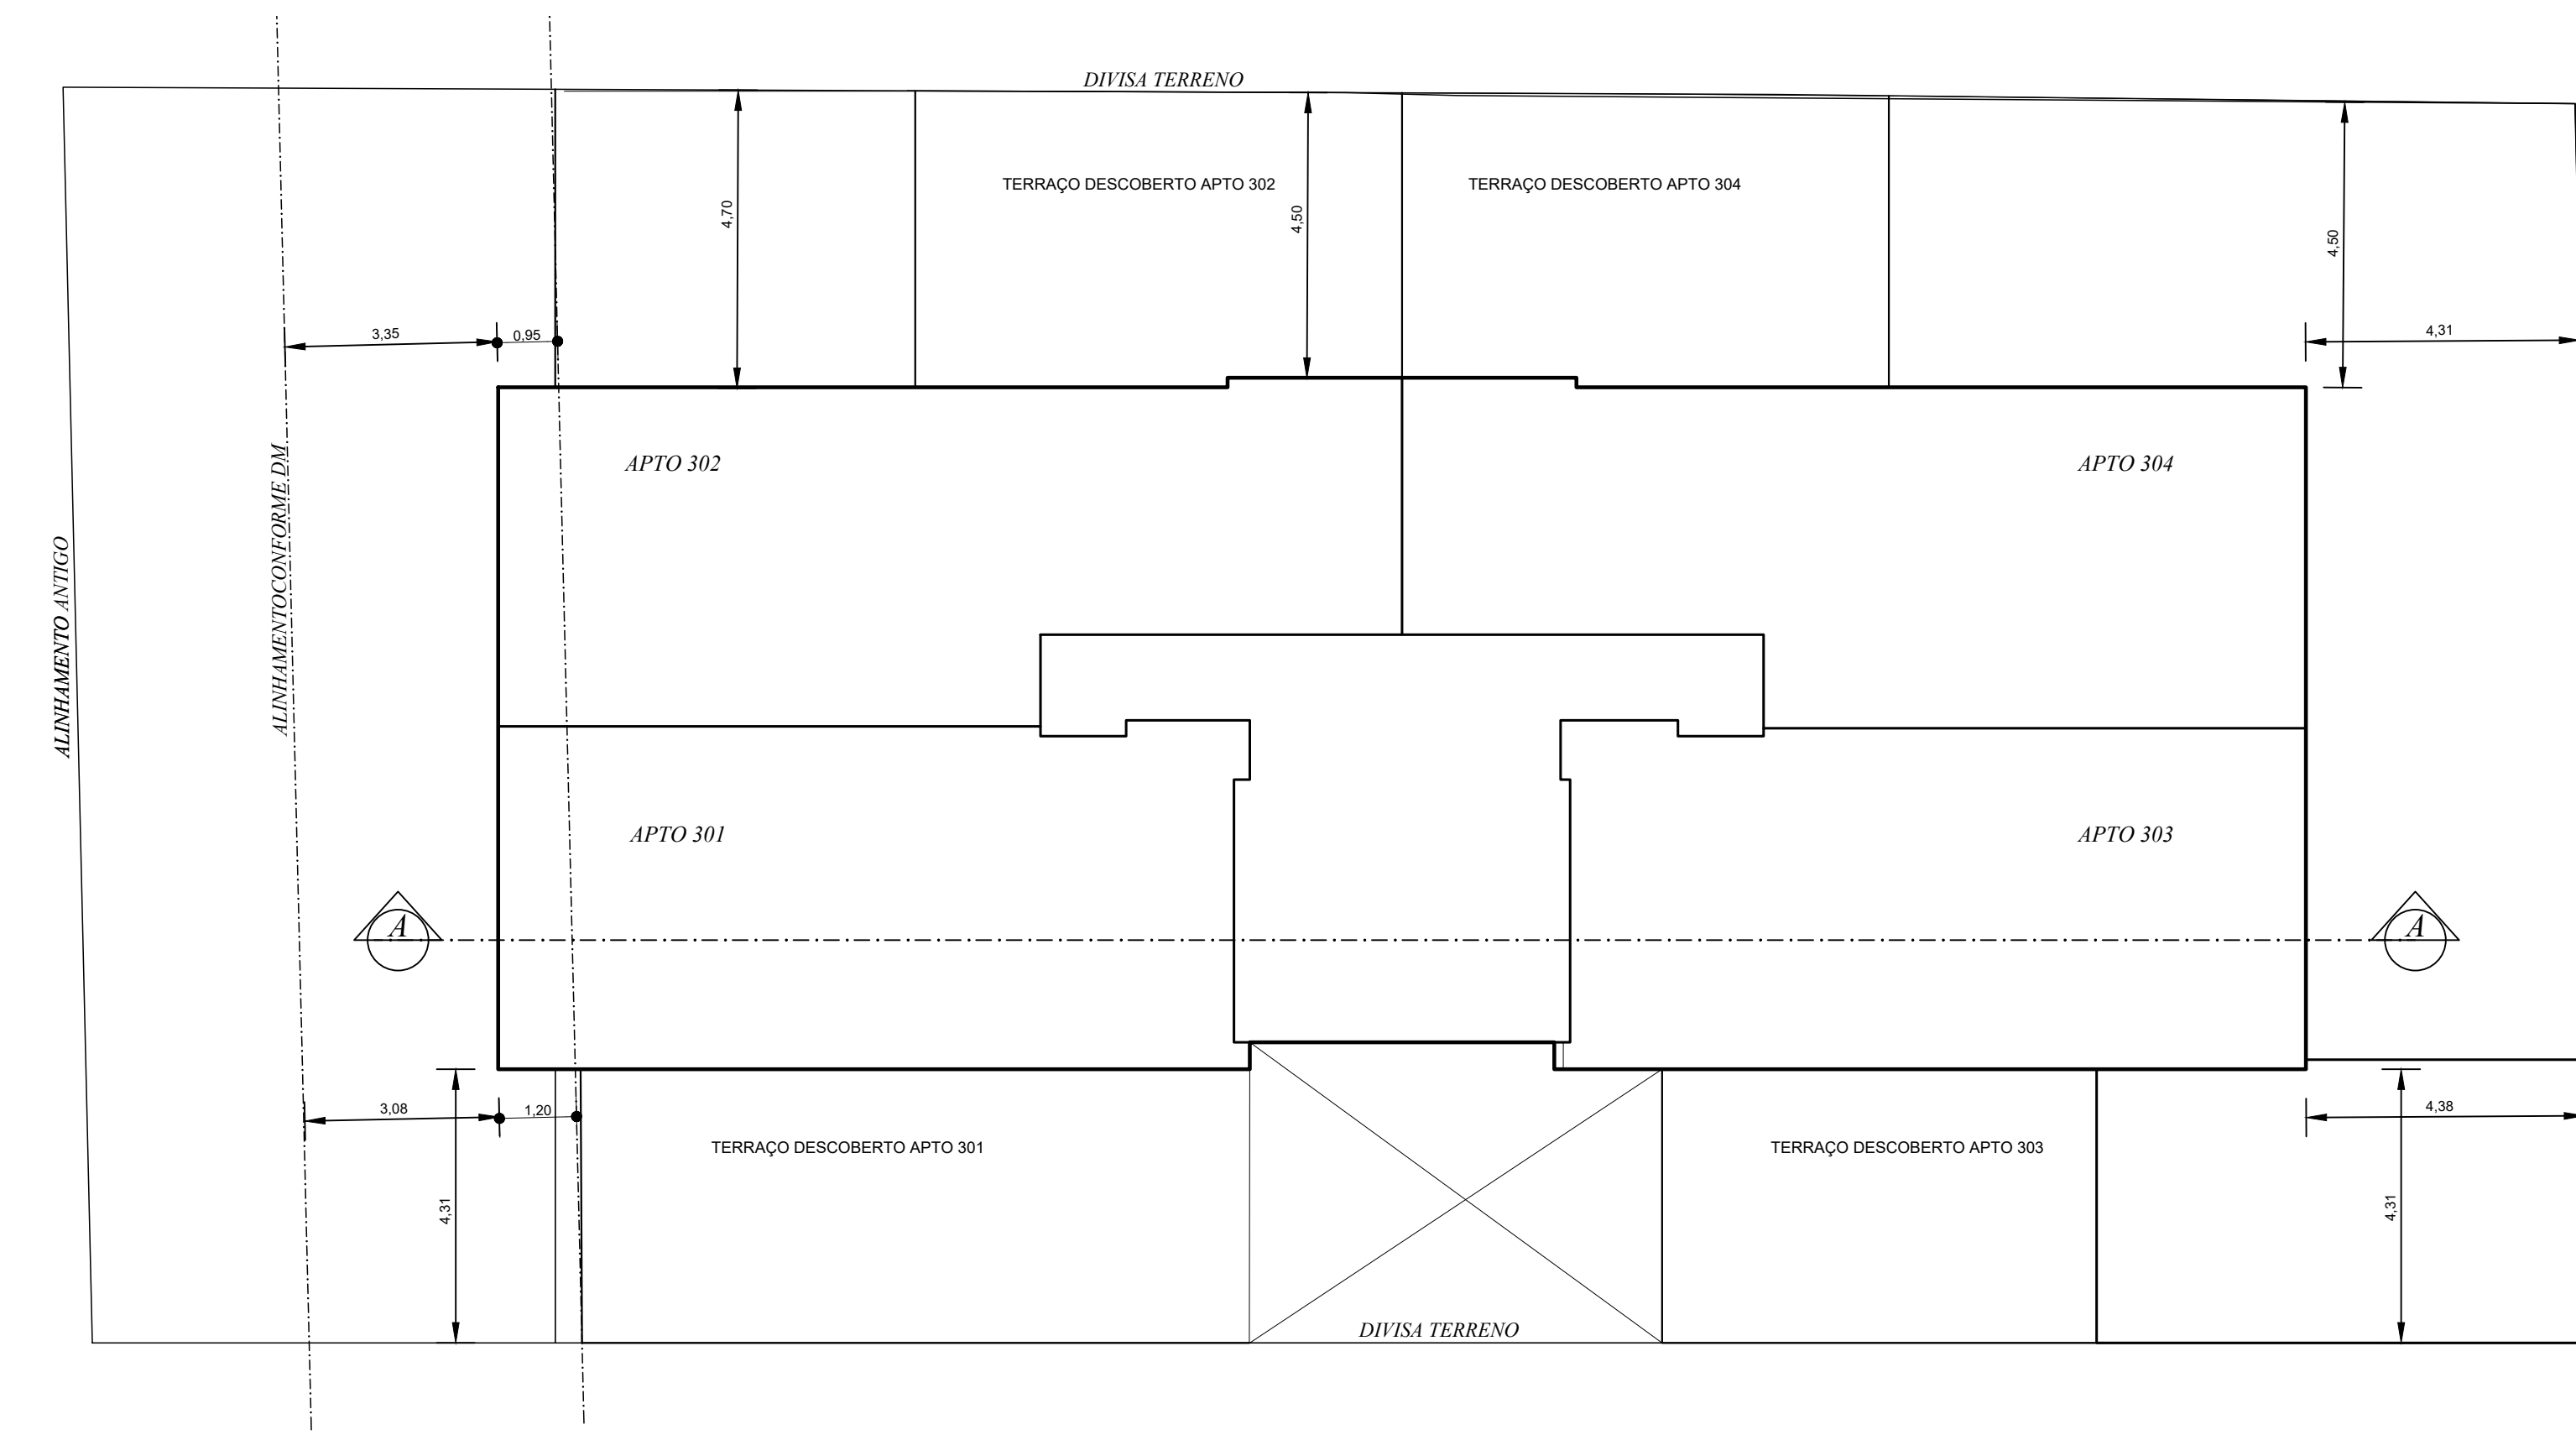 DIVISA TERRENO
TERRAÇO DESCOBERTO APTO 302
TERRAÇO DESCOBERTO APTO 304
4,70
4,50
4,50
3,35
0,95
4,31
APTO 302
APTO 304
ALINHAMENTO ANTIGO
ALINHAMENTOCONFORME DM
APTO 301
APTO 303
A
A
3,08
1,20
4,38
TERRAÇO DESCOBERTO APTO 301
TERRAÇO DESCOBERTO APTO 303
4,31
4,31
DIVISA TERRENO